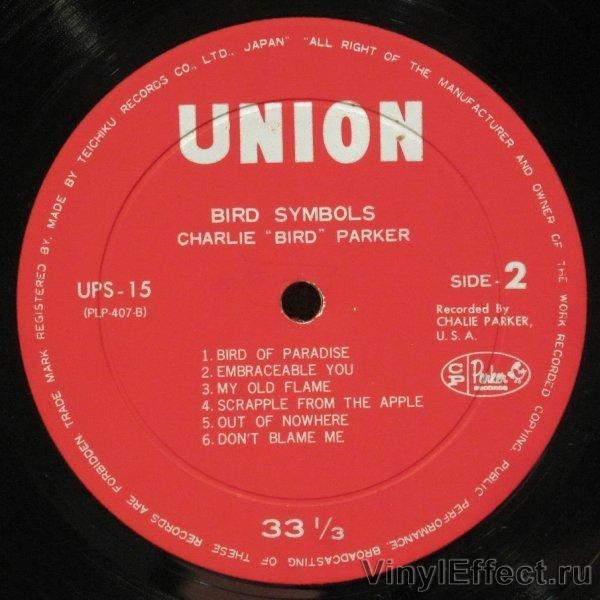 TRADE MARK REGISTERED BY. MADE BY TEICHIKU RECORDS CO., LTD., JAPAN" "ALL RIGHT OF THE MANUFACTURER AND OWNER OF THE WORK RECORDED COPYING, PUBLIC PERFORMANCE, BROADCASTING OF THESE RECORDS ARE FORBIDDEN
UNION
BIRD SYMBOLS
CHARLIE "BIRD" PARKER
UPS-15
(PLP-407-B)
SIDE-2
Recorded By
CHALIE PARKER,
U. S. A.
CP Parker
RECORDS
1. BIRD OF PARADISE
2. EMBRACEABLE YOU
3. MY OLD FLAME
4. SCRAPPLE FROM THE APPLE
5. OUT OF NOWHERE
6. DON'T BLAME ME
33 1/3
VinylEffect.ru